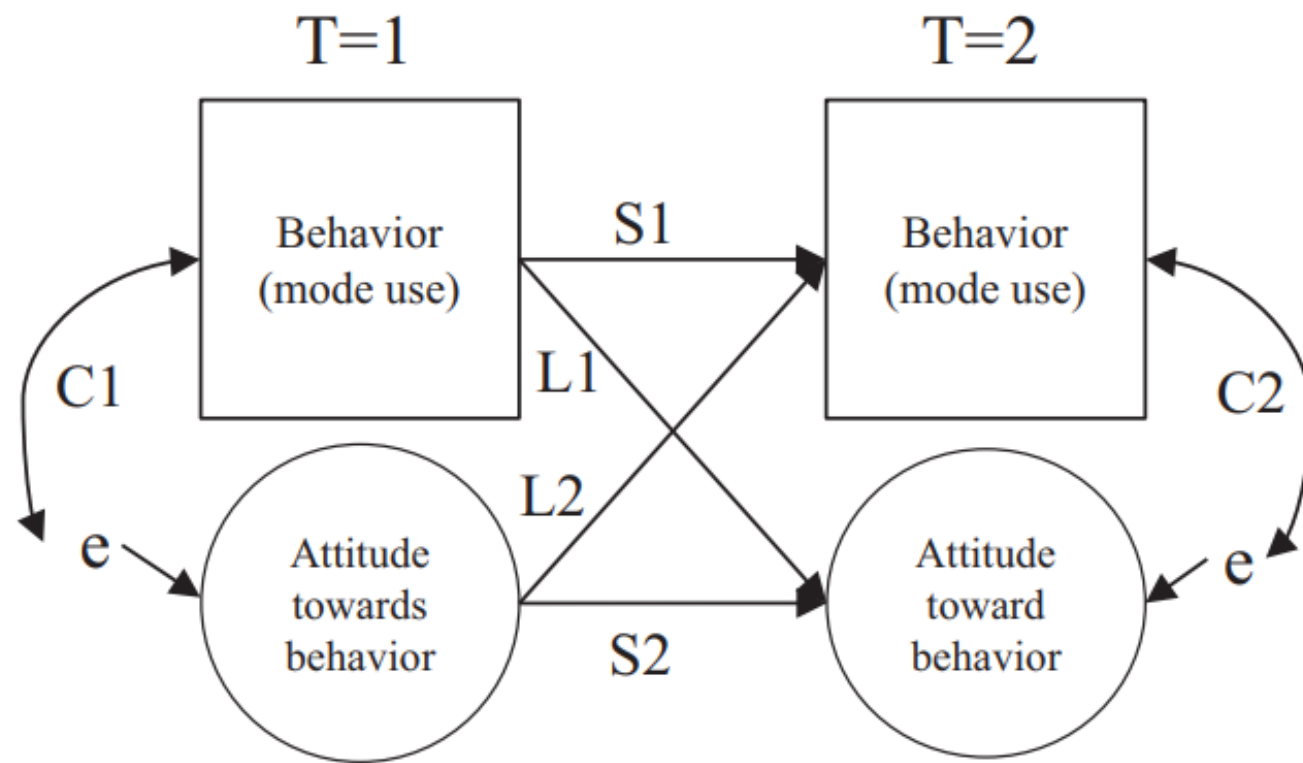 T=1
T=2
Behavior
(mode use)
S1
Behavior
(mode use)
C1
L1
C2
L2
e
Attitude
towards
behavior
S2
Attitude
toward
behavior
e